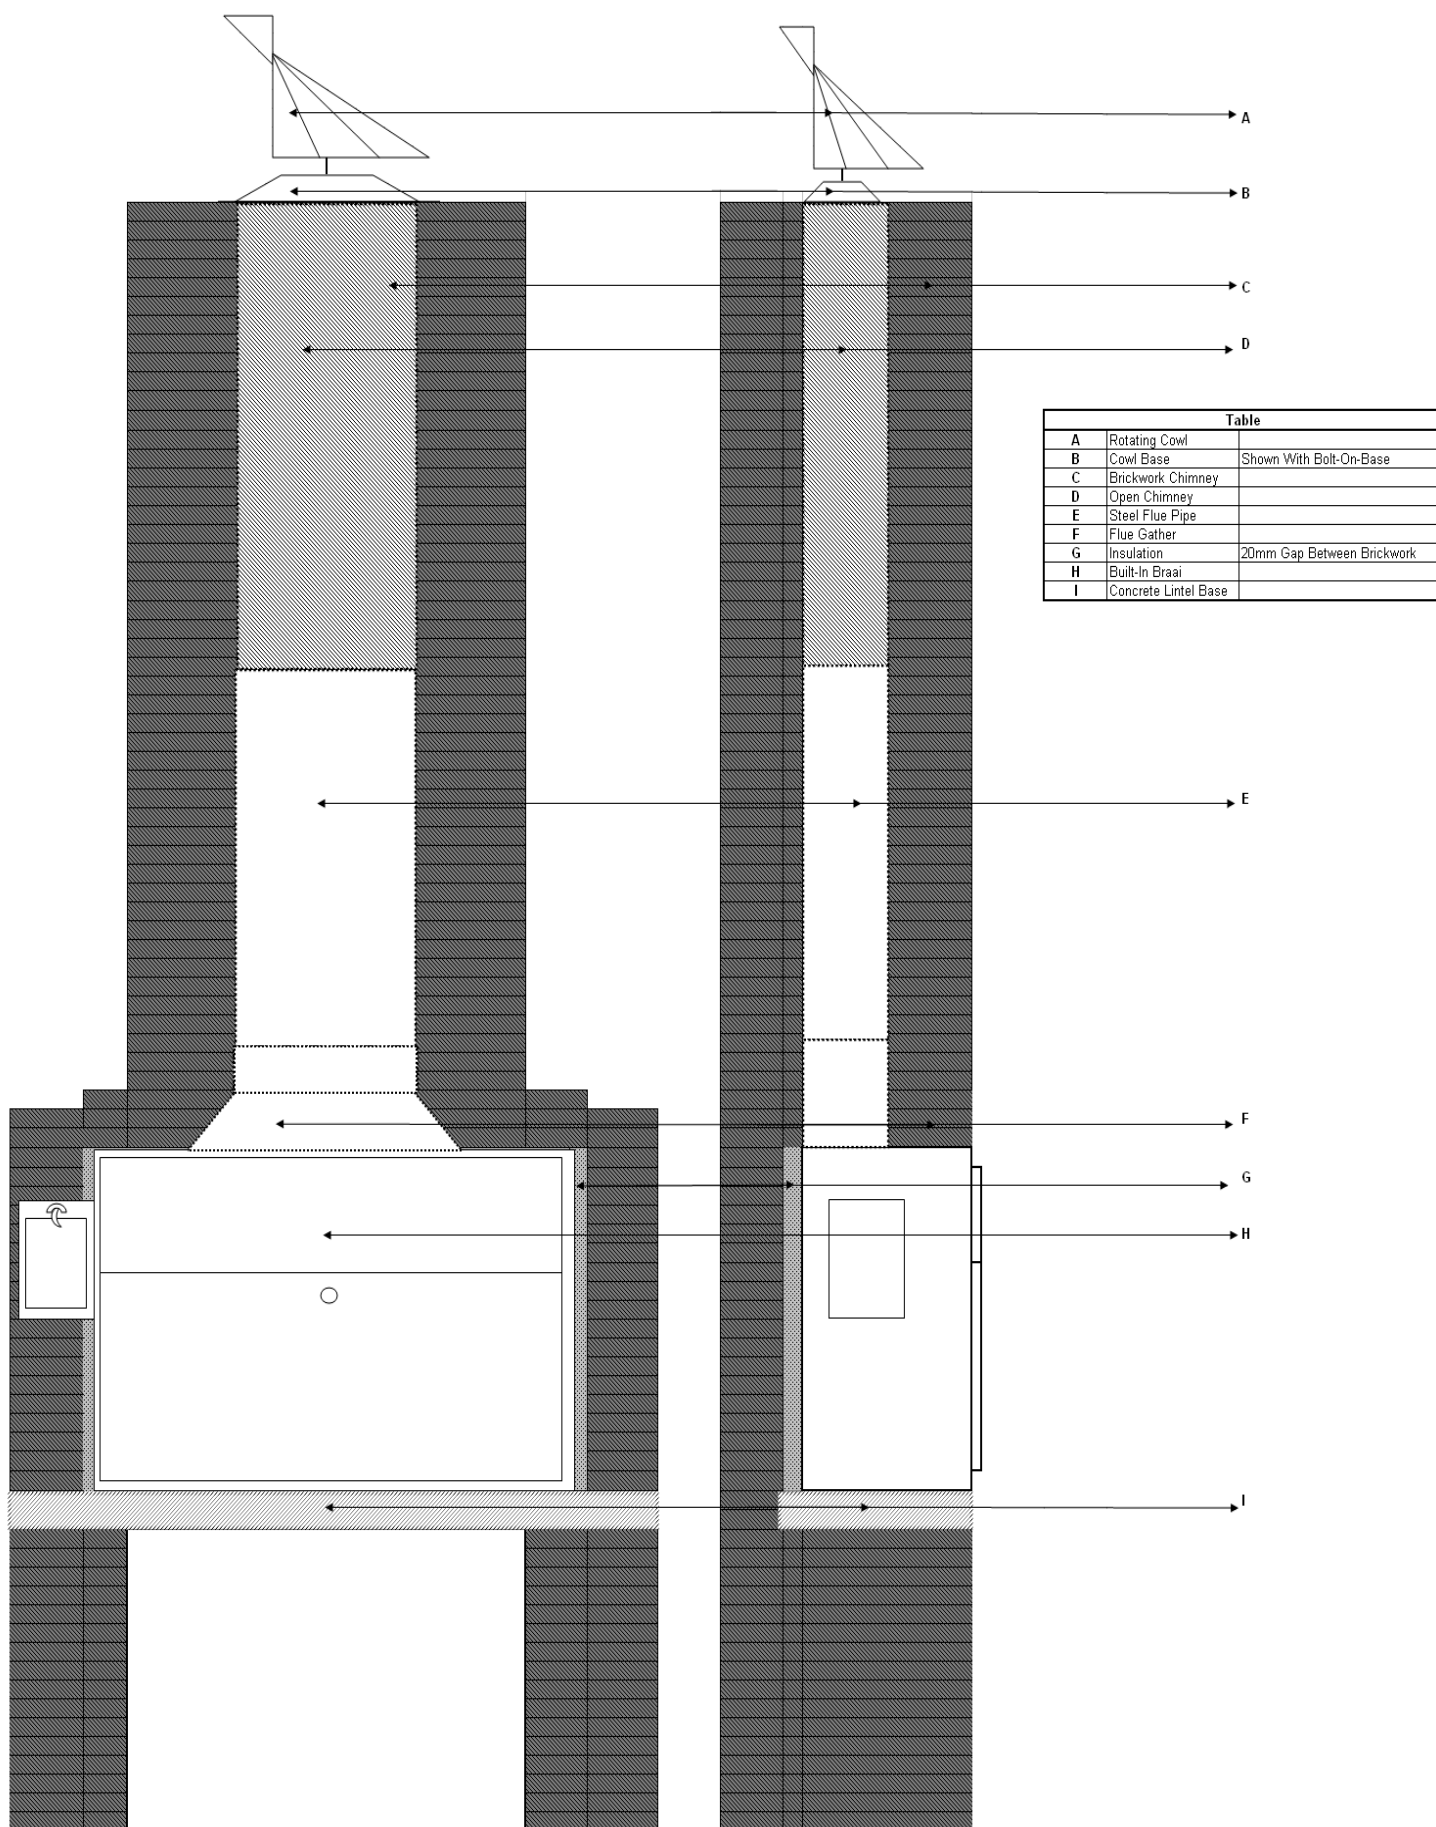 A
B
C
D
Table
A Rotating Cowl
B Cowl Base Shown With Bolt-On-Base
C Brickwork Chimney
D Open Chimney
E Steel Flue Pipe
F Flue Gather
G Insulation 20mm Gap Between Brickwork
H Built-In Braai
I Concrete Lintel Base
E
F
G
H
I